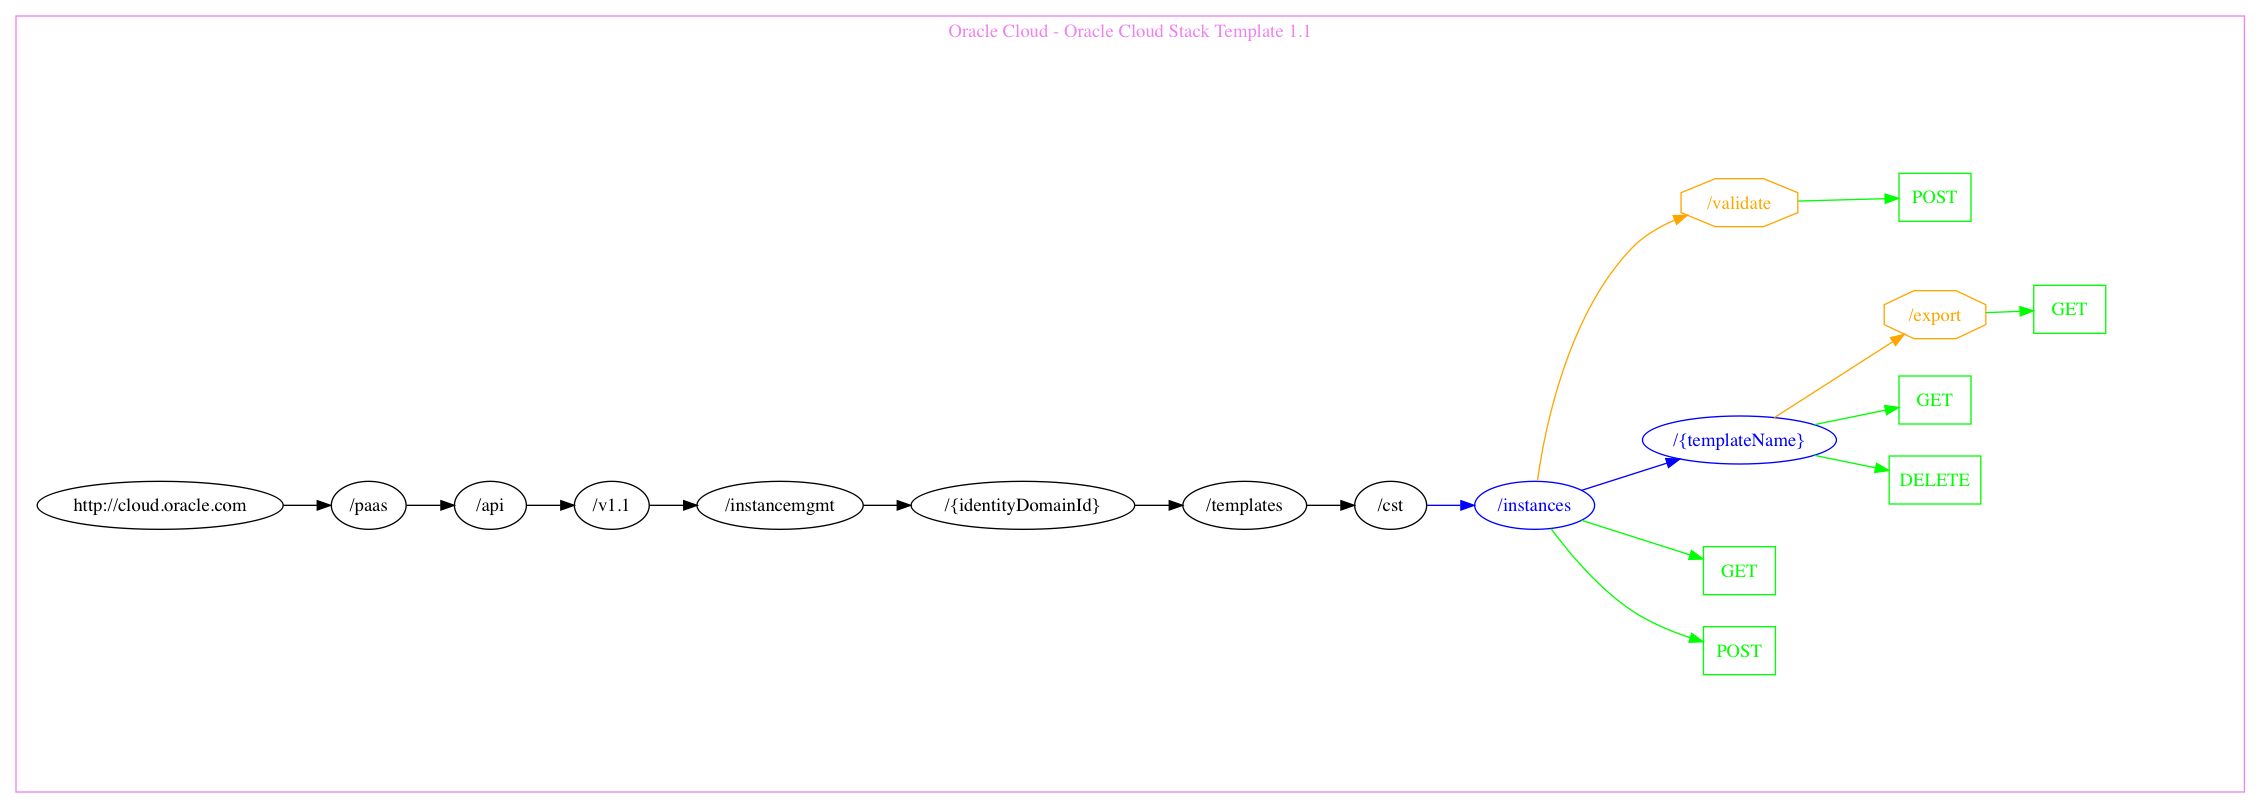 Oracle Cloud - Oracle Cloud Stack Template 1.1
/validate
POST
/export
GET
GET
/{templateName}
DELETE
http://cloud.oracle.com
/paas
/api
/v1.1
/instancemgmt
/{identityDomainId}
/templates
/cst
/instances
GET
POST